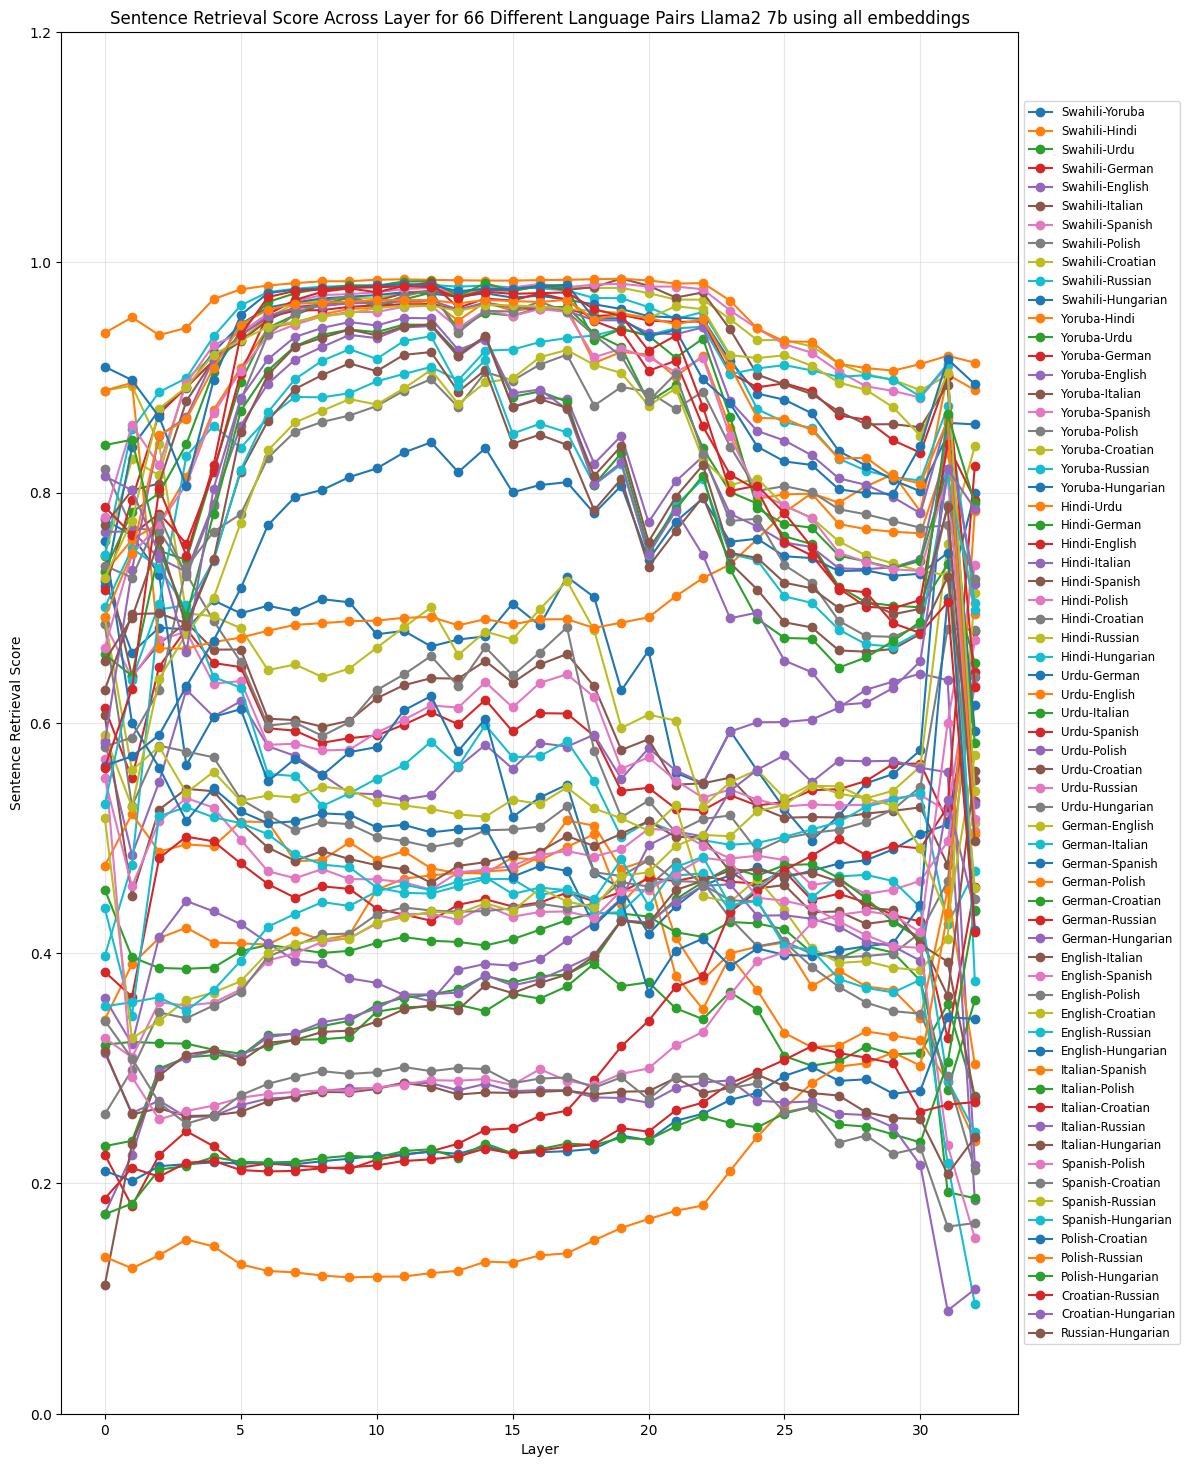 Sentence Retrieval Score Across Layer for 66 Different Language Pairs Llama2 7b using all embeddings
1.2
1.0
0.8
0.6
0.4
0.2
0.0
Sentence Retrieval Score
0 5 10 15 20 25 30
Layer
Swahili-Yoruba
Swahili-Hindi
Swahili-Urdu
Swahili-German
Swahili-English
Swahili-Italian
Swahili-Spanish
Swahili-Polish
Swahili-Croatian
Swahili-Russian
Swahili-Hungarian
Yoruba-Hindi
Yoruba-Urdu
Yoruba-German
Yoruba-English
Yoruba-Italian
Yoruba-Spanish
Yoruba-Polish
Yoruba-Croatian
Yoruba-Russian
Yoruba-Hungarian
Hindi-Urdu
Hindi-German
Hindi-English
Hindi-Italian
Hindi-Spanish
Hindi-Polish
Hindi-Croatian
Hindi-Russian
Hindi-Hungarian
Urdu-German
Urdu-English
Urdu-Italian
Urdu-Spanish
Urdu-Polish
Urdu-Croatian
Urdu-Russian
Urdu-Hungarian
German-English
German-Italian
German-Spanish
German-Polish
German-Croatian
German-Russian
German-Hungarian
English-Italian
English-Spanish
English-Polish
English-Croatian
English-Russian
English-Hungarian
Italian-Spanish
Italian-Polish
Italian-Croatian
Italian-Russian
Italian-Hungarian
Spanish-Polish
Spanish-Croatian
Spanish-Russian
Spanish-Hungarian
Polish-Croatian
Polish-Russian
Polish-Hungarian
Croatian-Russian
Croatian-Hungarian
Russian-Hungarian